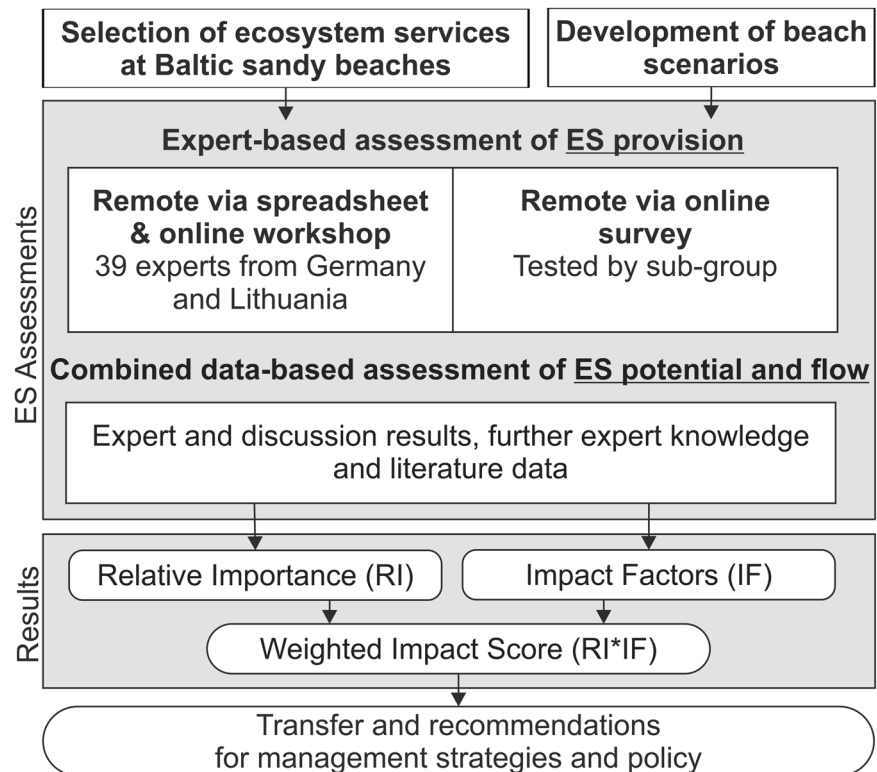 Selection of ecosystem services
at Baltic sandy beaches
Development of beach
scenarios
ES Assessments
Expert-based assessment of ES provision
Remote via spreadsheet
& online workshop
39 experts from Germany
and Lithuania
Remote via online
survey
Tested by sub-group
Combined data-based assessment of ES potential and flow
Expert and discussion results, further expert knowledge
and literature data
Results
Relative Importance (RI)
Impact Factors (IF)
Weighted Impact Score (RI*IF)
Transfer and recommendations
for management strategies and policy